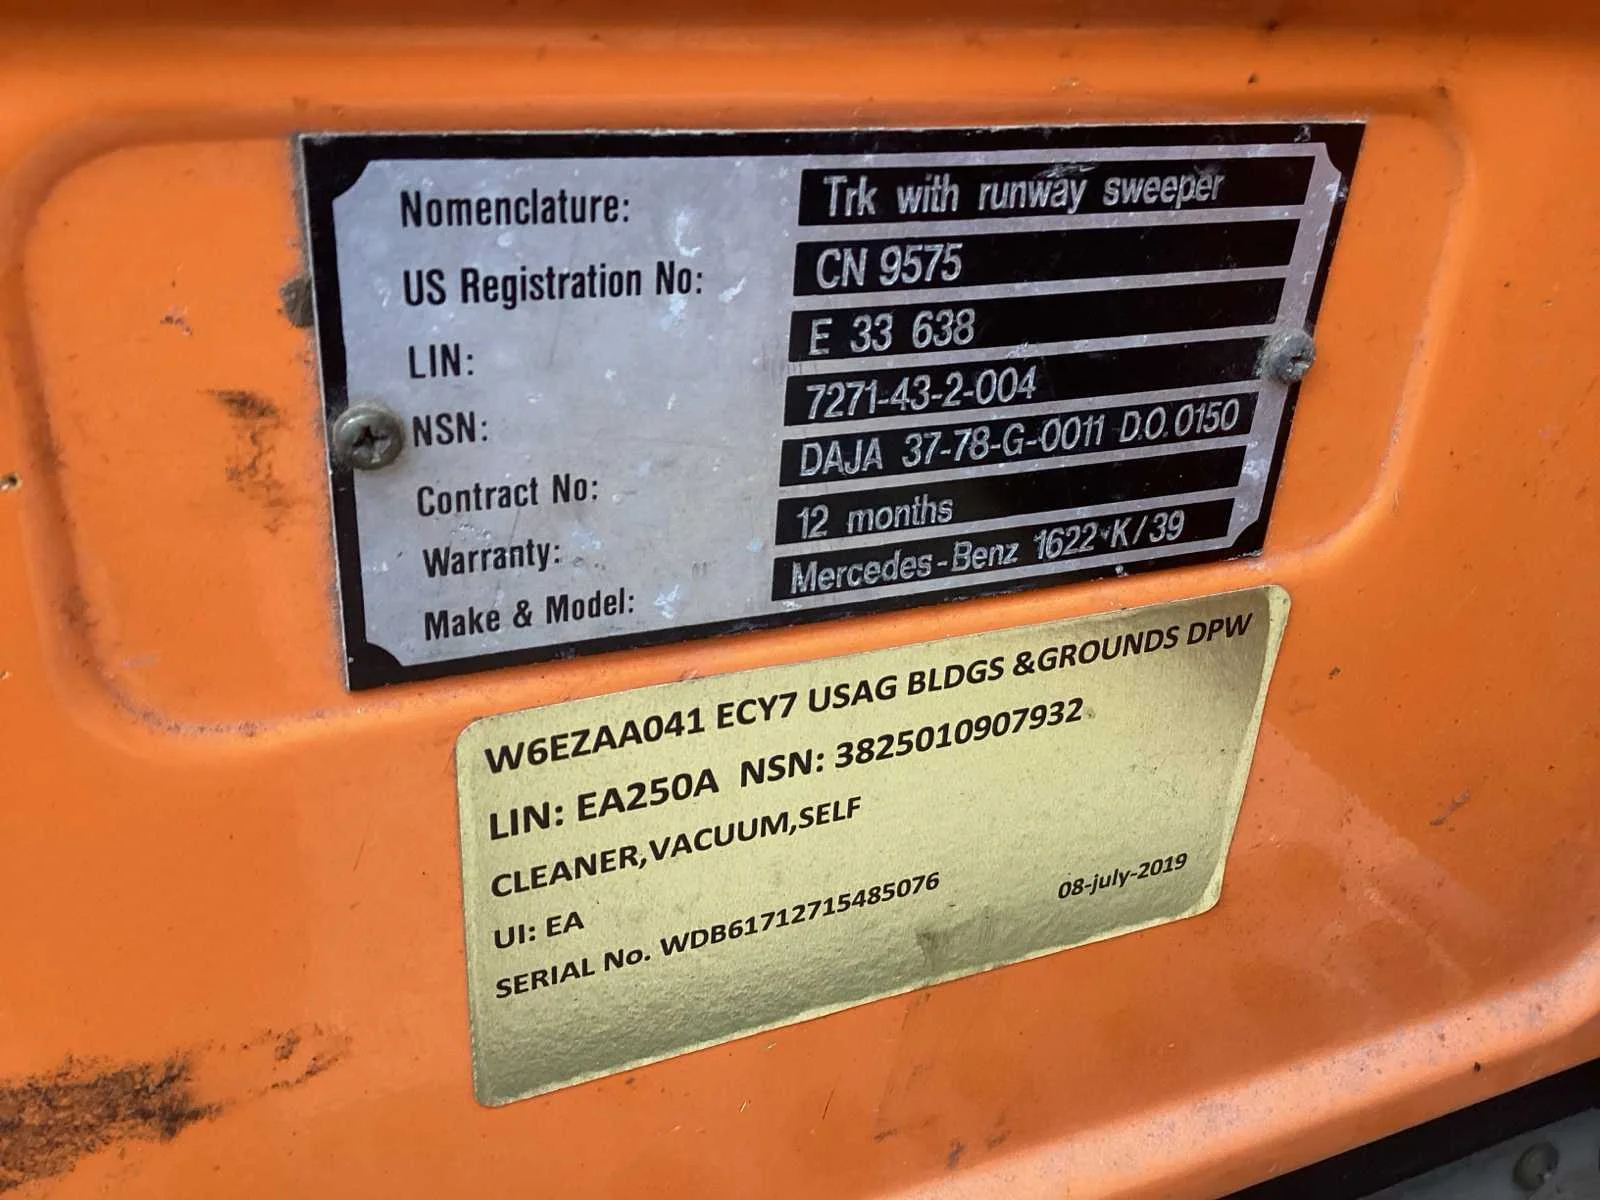 Nomenclature: Trk with runway sweeper
US Registration No: CN 9575
LIN: E 33 638
NSN: 7271-43-2-004
Contract No: DAJA 37-78-G-0011 D.O. 0150
Warranty: 12 months
Make & Model: Mercedes-Benz 1622 K/39
W6EZAA041 ECY7 USAG BLDGS &GROUNDS DPW
LIN: EA250A NSN: 3825010907932
CLEANER,VACUUM,SELF
UI: EA
SERIAL No. WDB61712715485076 08-july-2019